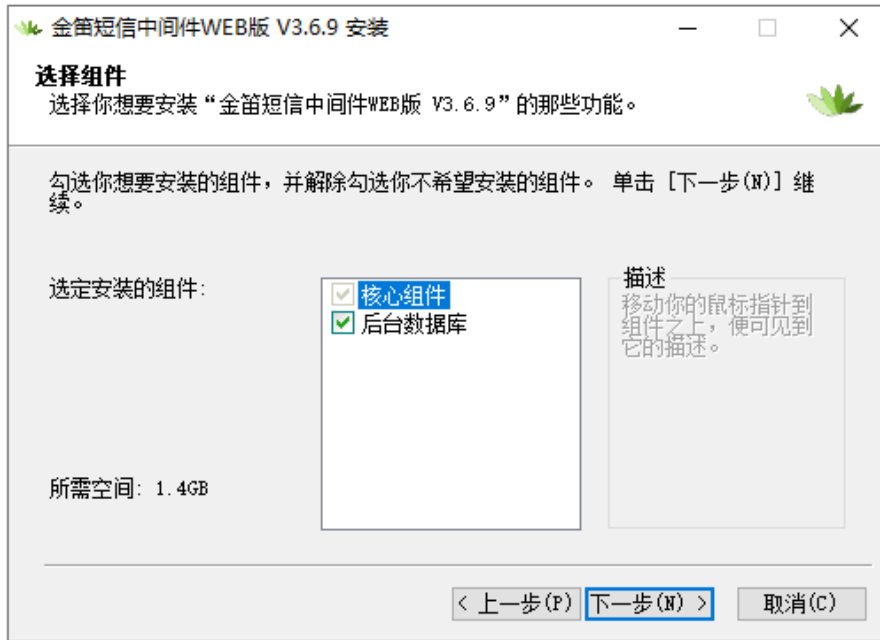 金笛短信中间件WEB版 V3.6.9 安装
选择组件
选择你想要安装“金笛短信中间件WEB版 V3.6.9”的那些功能。
勾选你想要安装的组件，并解除勾选你不希望安装的组件。 单击 [下一步(N)] 继
续。
选定安装的组件:
核心组件
后台数据库
描述
移动你的鼠标指针到
组件之上，便可见到
它的描述。
所需空间: 1.4GB
< 上一步(P)
下一步(N) >
取消(C)